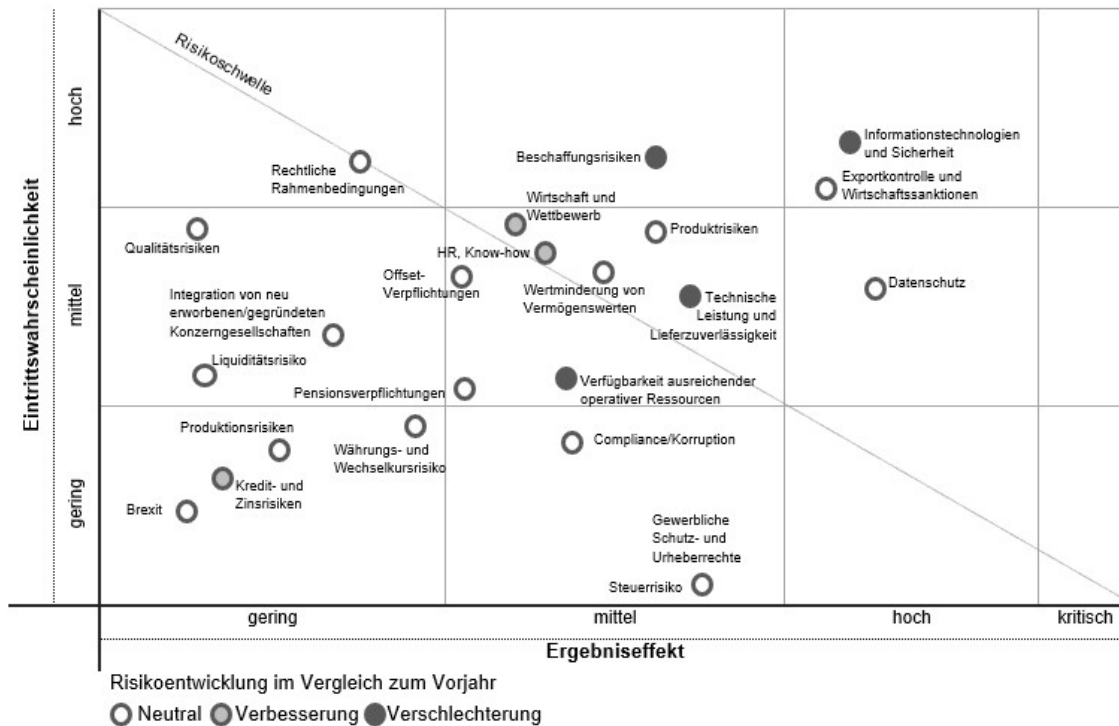 Risikoschwelle
hoch
Eintrittswahrscheinlichkeit
mittel
gering
Rechtliche
Rahmenbedingungen
Beschaffungsrisiken
Informationstechnologien
und Sicherheit
Exportkontrolle und
Wirtschaftssanktionen
Wirtschaft und
Wettbewerb
Qualitätsrisiken
HR, Know-how
Produktrisiken
Offset-
Verpflichtungen
Wertminderung von
Vermögenswerten
Datenschutz
Integration von neu
erworbenen/gegründeten
Konzerngesellschaften
Technische
Leistung und
Lieferzuverlässigkeit
Liquiditätsrisiko
Pensionsverpflichtungen
Verfügbarkeit ausreichender
operativer Ressourcen
Produktionsrisiken
Währungs- und
Wechselkursrisiko
Compliance/Korruption
Kredit- und
Zinsrisiken
Brexit
Gewerbliche
Schutz- und
Urheberrechte
Steuerrisiko
gering
mittel
hoch
kritisch
Ergebniseffekt
Risikoentwicklung im Vergleich zum Vorjahr
Neutral Verbesserung Verschlechterung